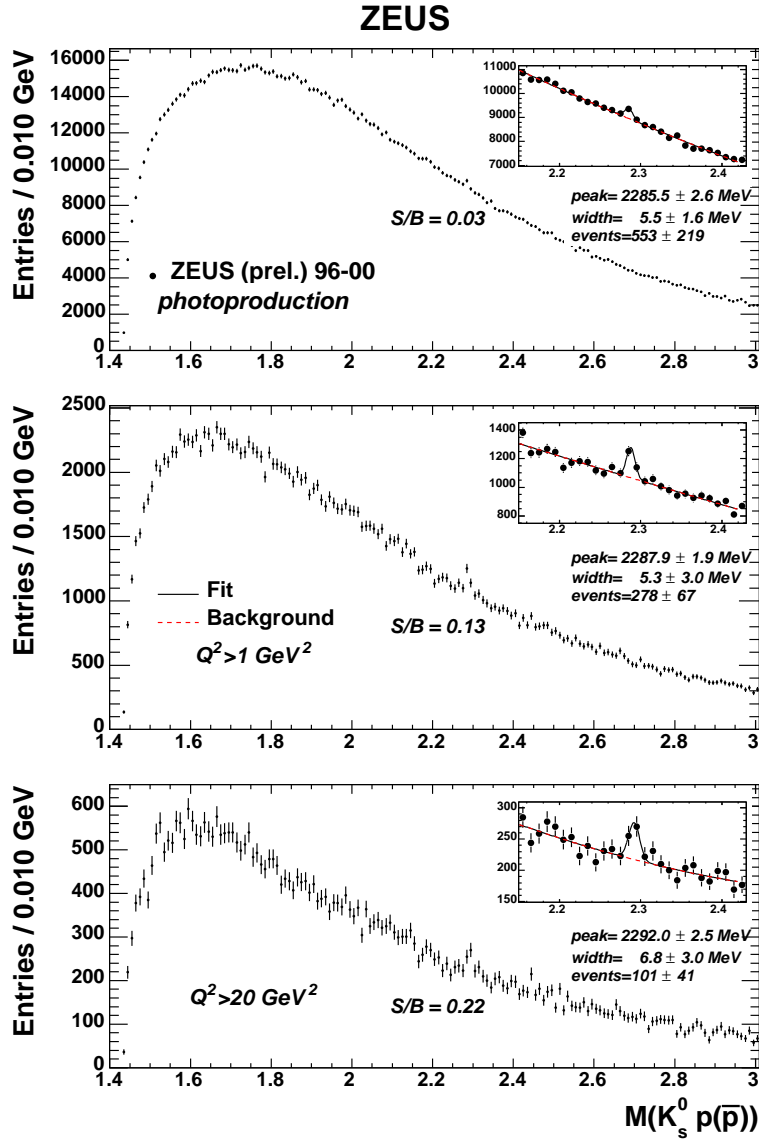 ZEUS
Entries / 0.010 GeV
16000
14000
12000
10000
8000
6000
4000
2000
0
1.4 1.6 1.8 2 2.2 2.4 2.6 2.8 3
11000
10000
9000
8000
7000
2.2 2.3 2.4
peak= 2285.5 ± 2.6 MeV
width= 5.5 ± 1.6 MeV
events=553 ± 219
S/B = 0.03
ZEUS (prel.) 96-00
photoproduction
Entries / 0.010 GeV
2500
2000
1500
1000
500
0
1.4 1.6 1.8 2 2.2 2.4 2.6 2.8 3
1400
1200
1000
800
2.2 2.3 2.4
peak= 2287.9 ± 1.9 MeV
width= 5.3 ± 3.0 MeV
events=278 ± 67
Fit
Background
S/B = 0.13
Q²>1 GeV²
Entries / 0.010 GeV
600
500
400
300
200
100
0
1.4 1.6 1.8 2 2.2 2.4 2.6 2.8 3
300
250
200
150
2.2 2.3 2.4
peak= 2292.0 ± 2.5 MeV
width= 6.8 ± 3.0 MeV
events=101 ± 41
Q²>20 GeV²
S/B = 0.22
M(K⁰ₛ p(p̅))